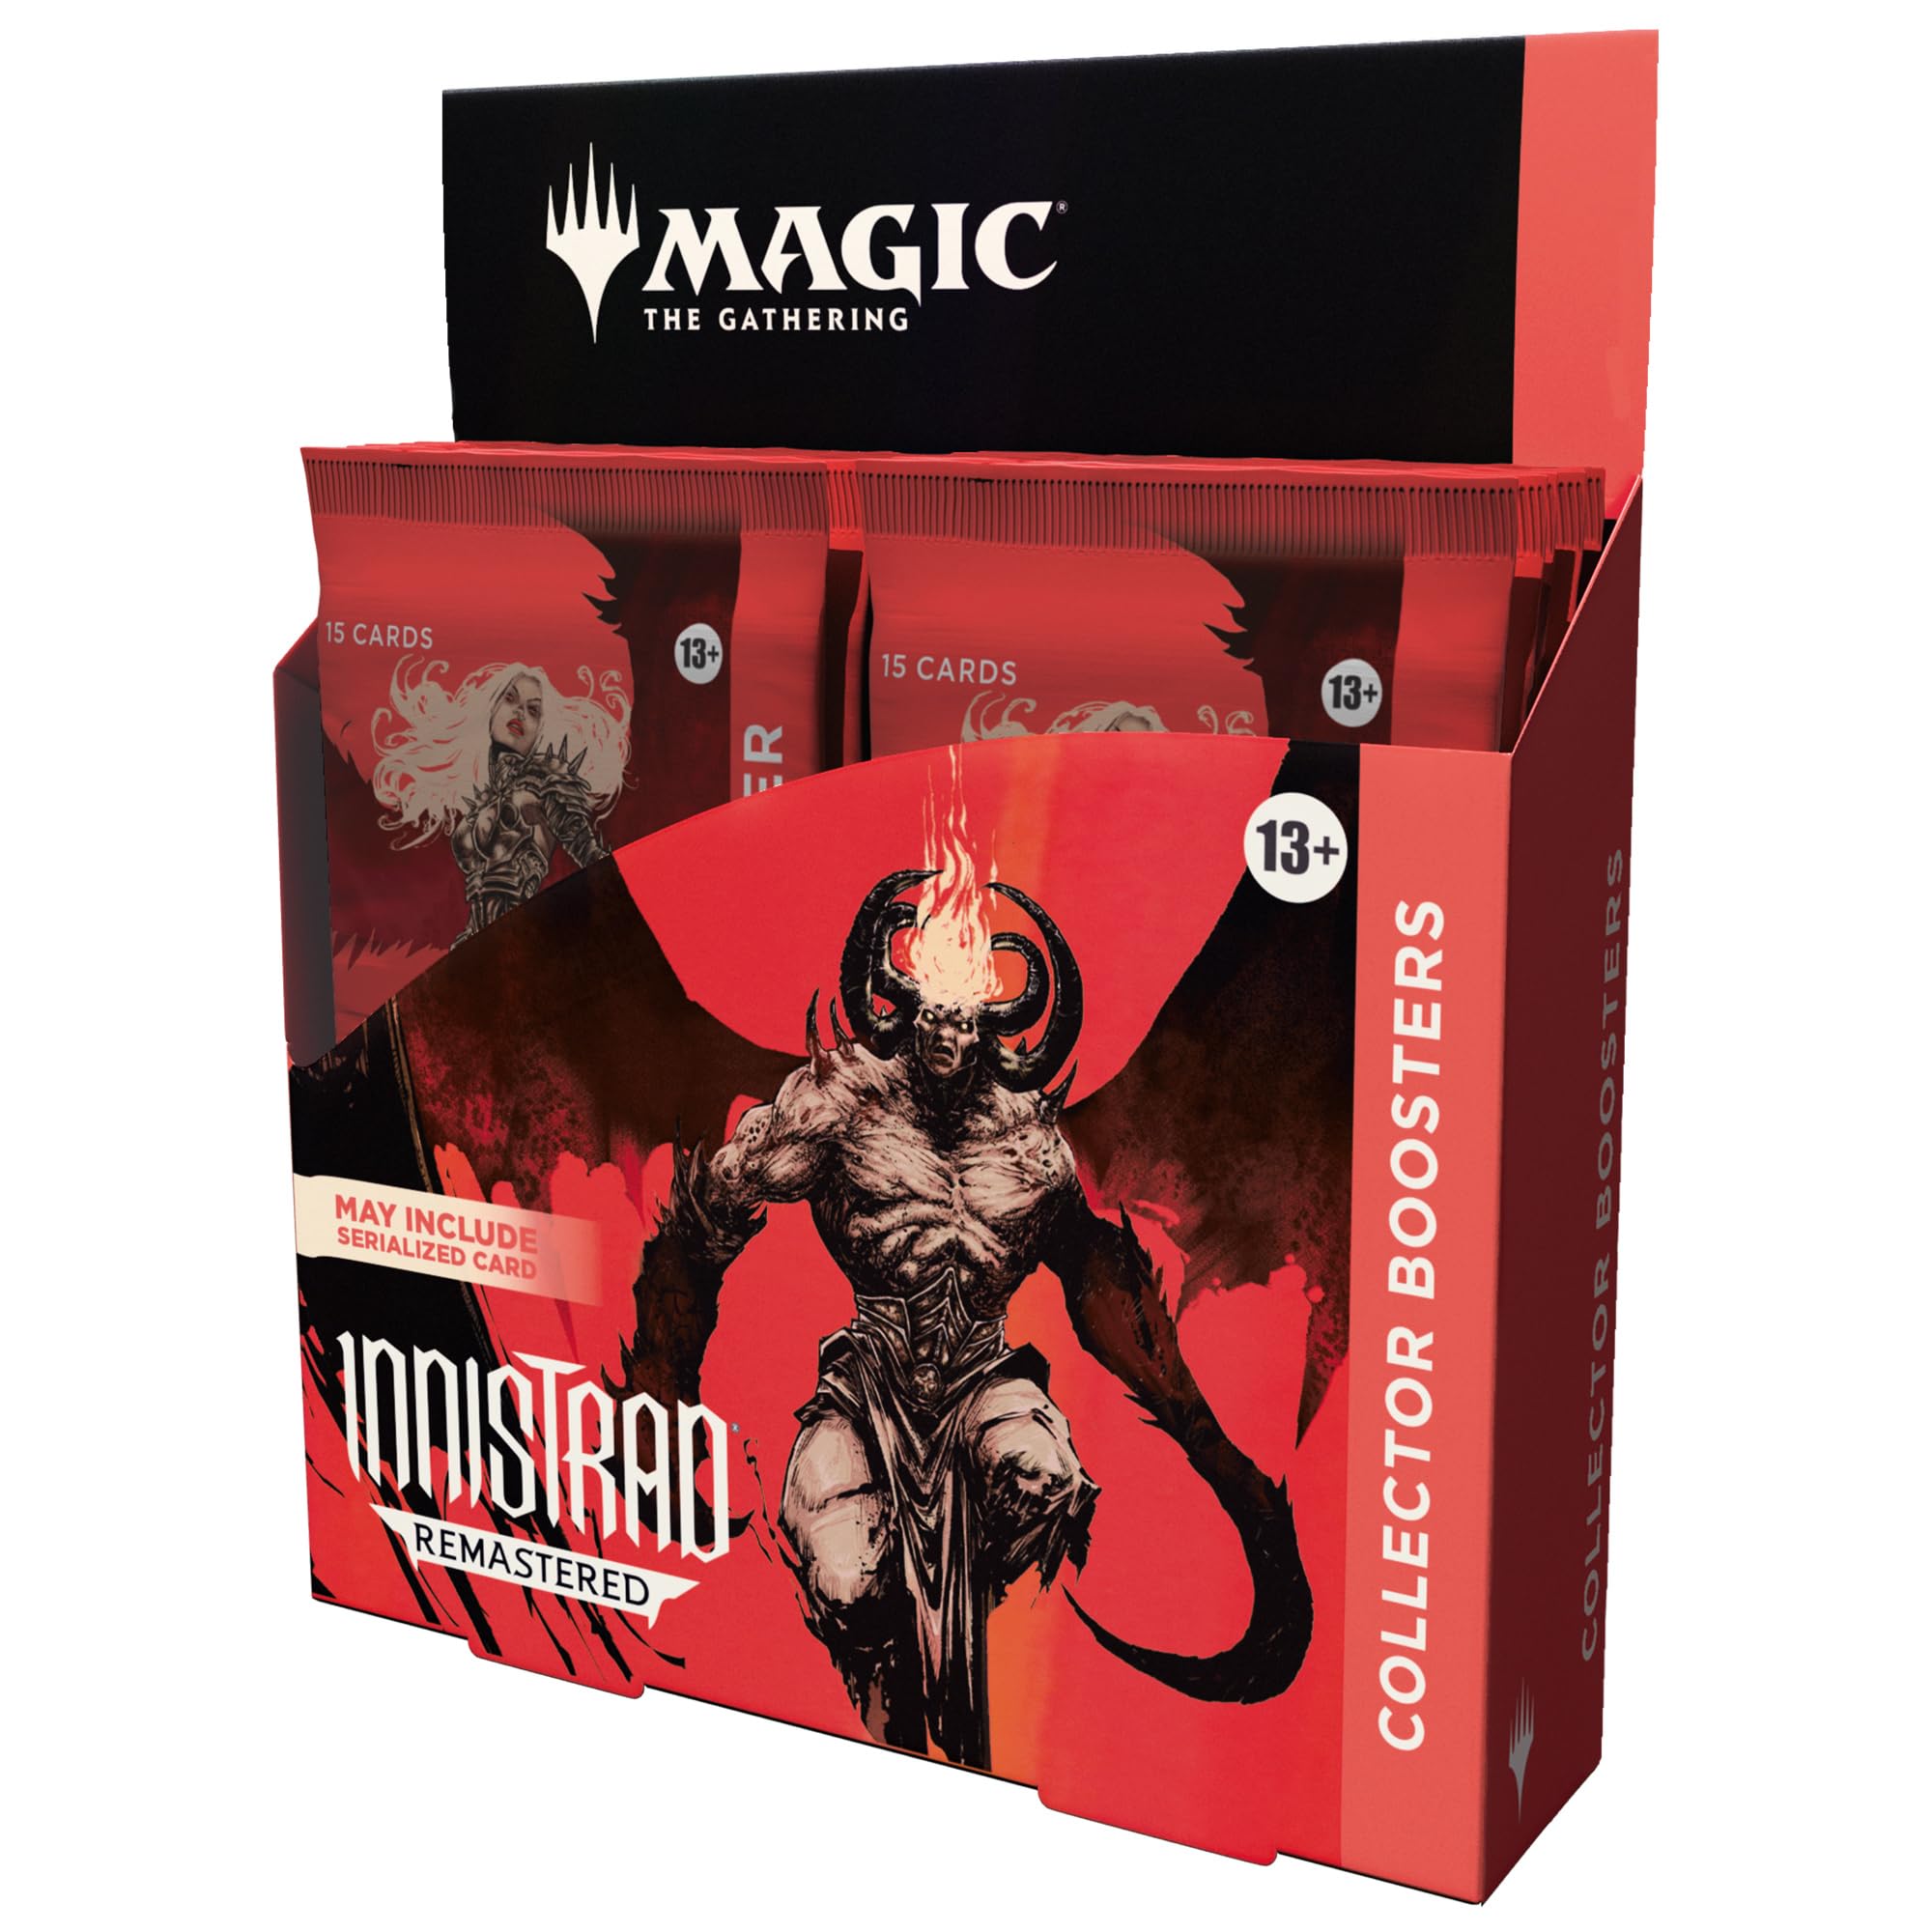 MAGIC®
THE GATHERING
15 CARDS
13+
ER
15 CARDS
13+
13+
MAY INCLUDE
SERIALIZED CARD
INNISTRAD®
REMASTERED
COLLECTOR BOOSTERS
COLLECTOR BOOSTERS